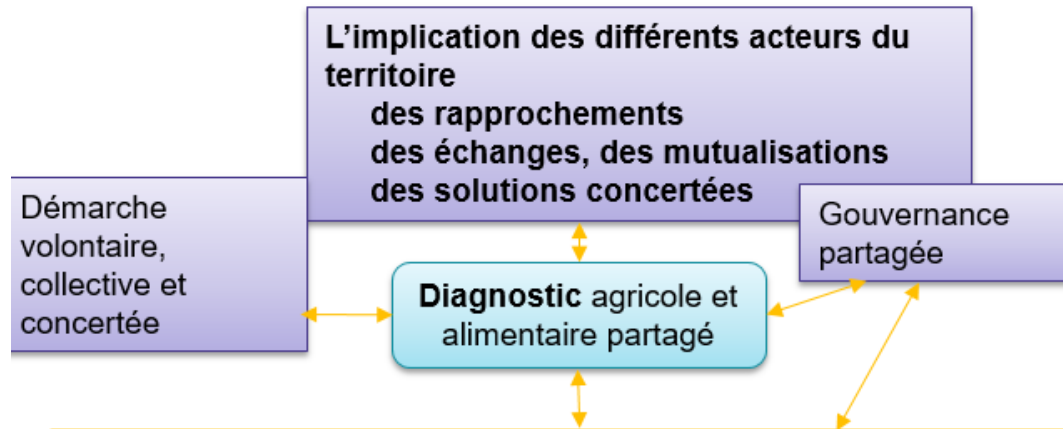 L’implication des différents acteurs du
territoire
des rapprochements
des échanges, des mutualisations
des solutions concertées
Démarche
volontaire,
collective et
concertée
Gouvernance
partagée
Diagnostic agricole et
alimentaire partagé